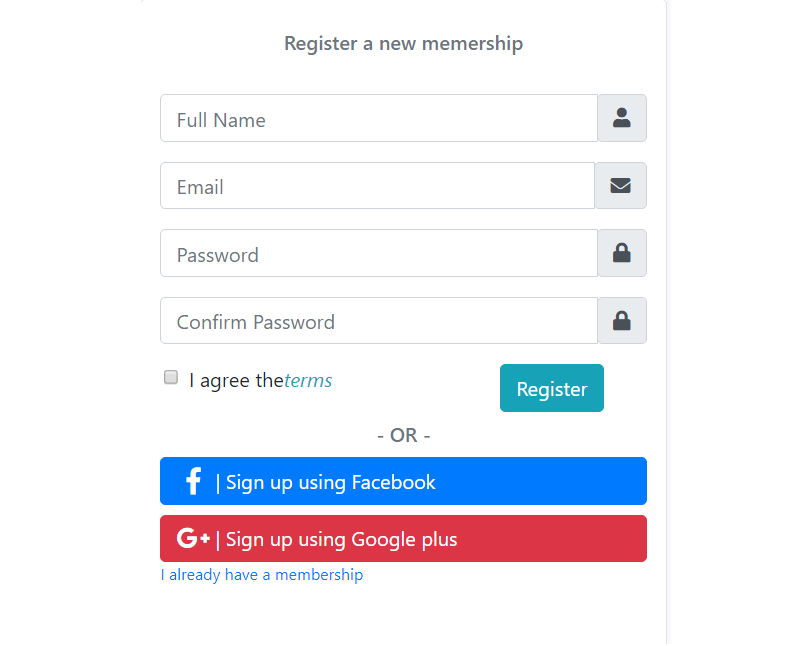 Register a new memership
Full Name
Email
Password
Confirm Password
I agree theterms
Register
- OR -
| Sign up using Facebook
G+ | Sign up using Google plus
I already have a membership